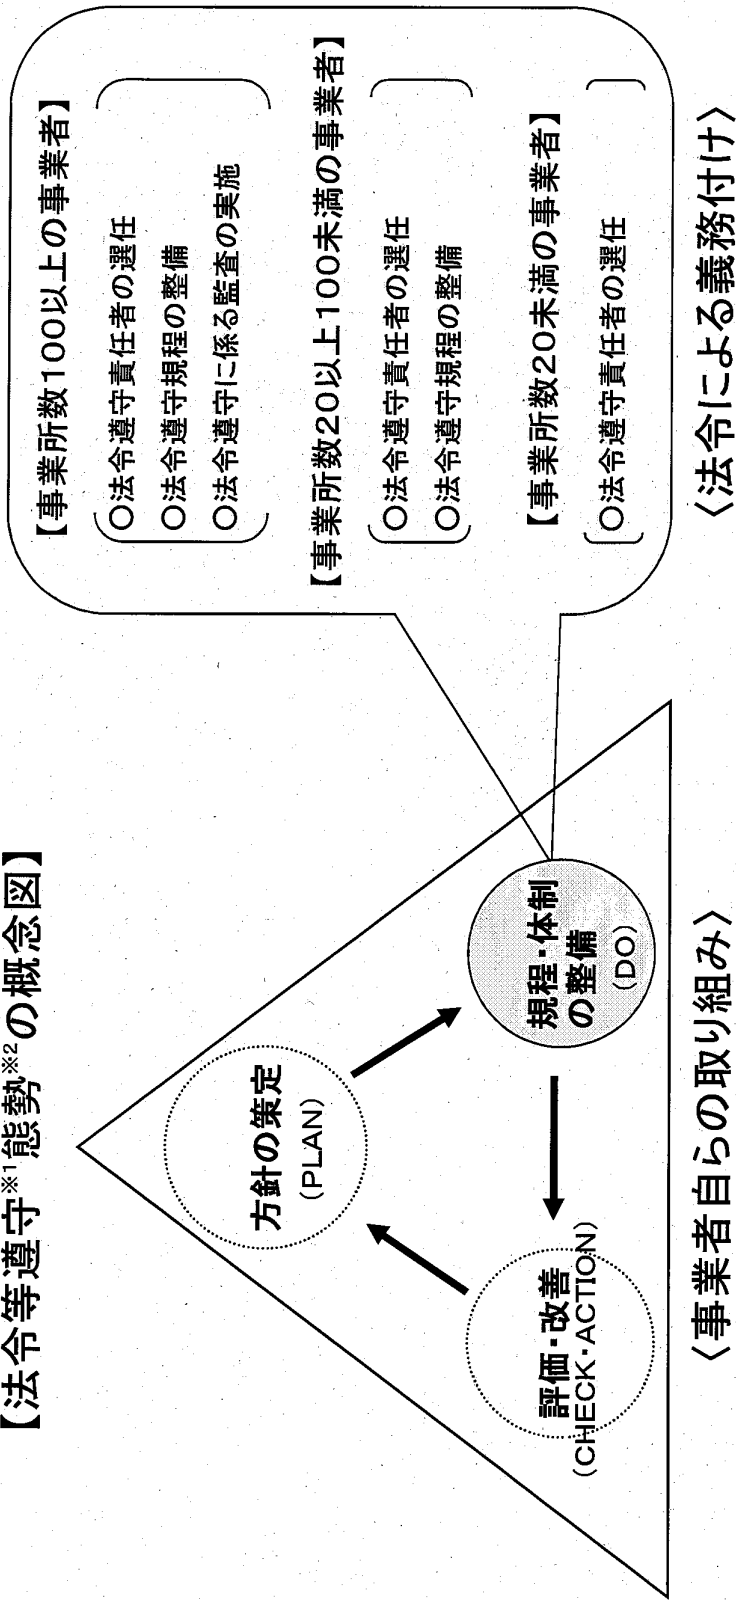 【法令等遵守※1態勢※2の概念図】
方針の策定
(PLAN)
規程・体制
の整備
(DO)
評価・改善
(CHECK・ACTION)
〈事業者自らの取り組み〉
【事業所数100以上の事業者】
〇法令遵守責任者の選任
〇法令遵守規程の整備
〇法令遵守に係る監査の実施
【事業所数20以上100未満の事業者】
〇法令遵守責任者の選任
〇法令遵守規程の整備
【事業所数20未満の事業者】
〇法令遵守責任者の選任
〈法令による義務付け〉